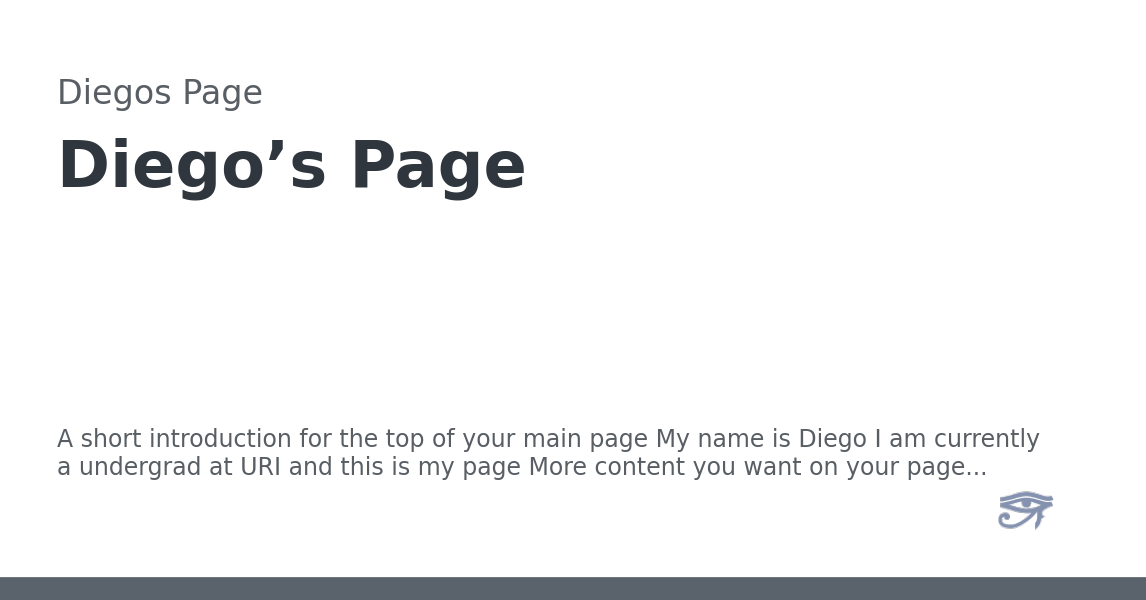 Diegos Page
Diego’s Page
A short introduction for the top of your main page My name is Diego I am currently
a undergrad at URI and this is my page More content you want on your page...